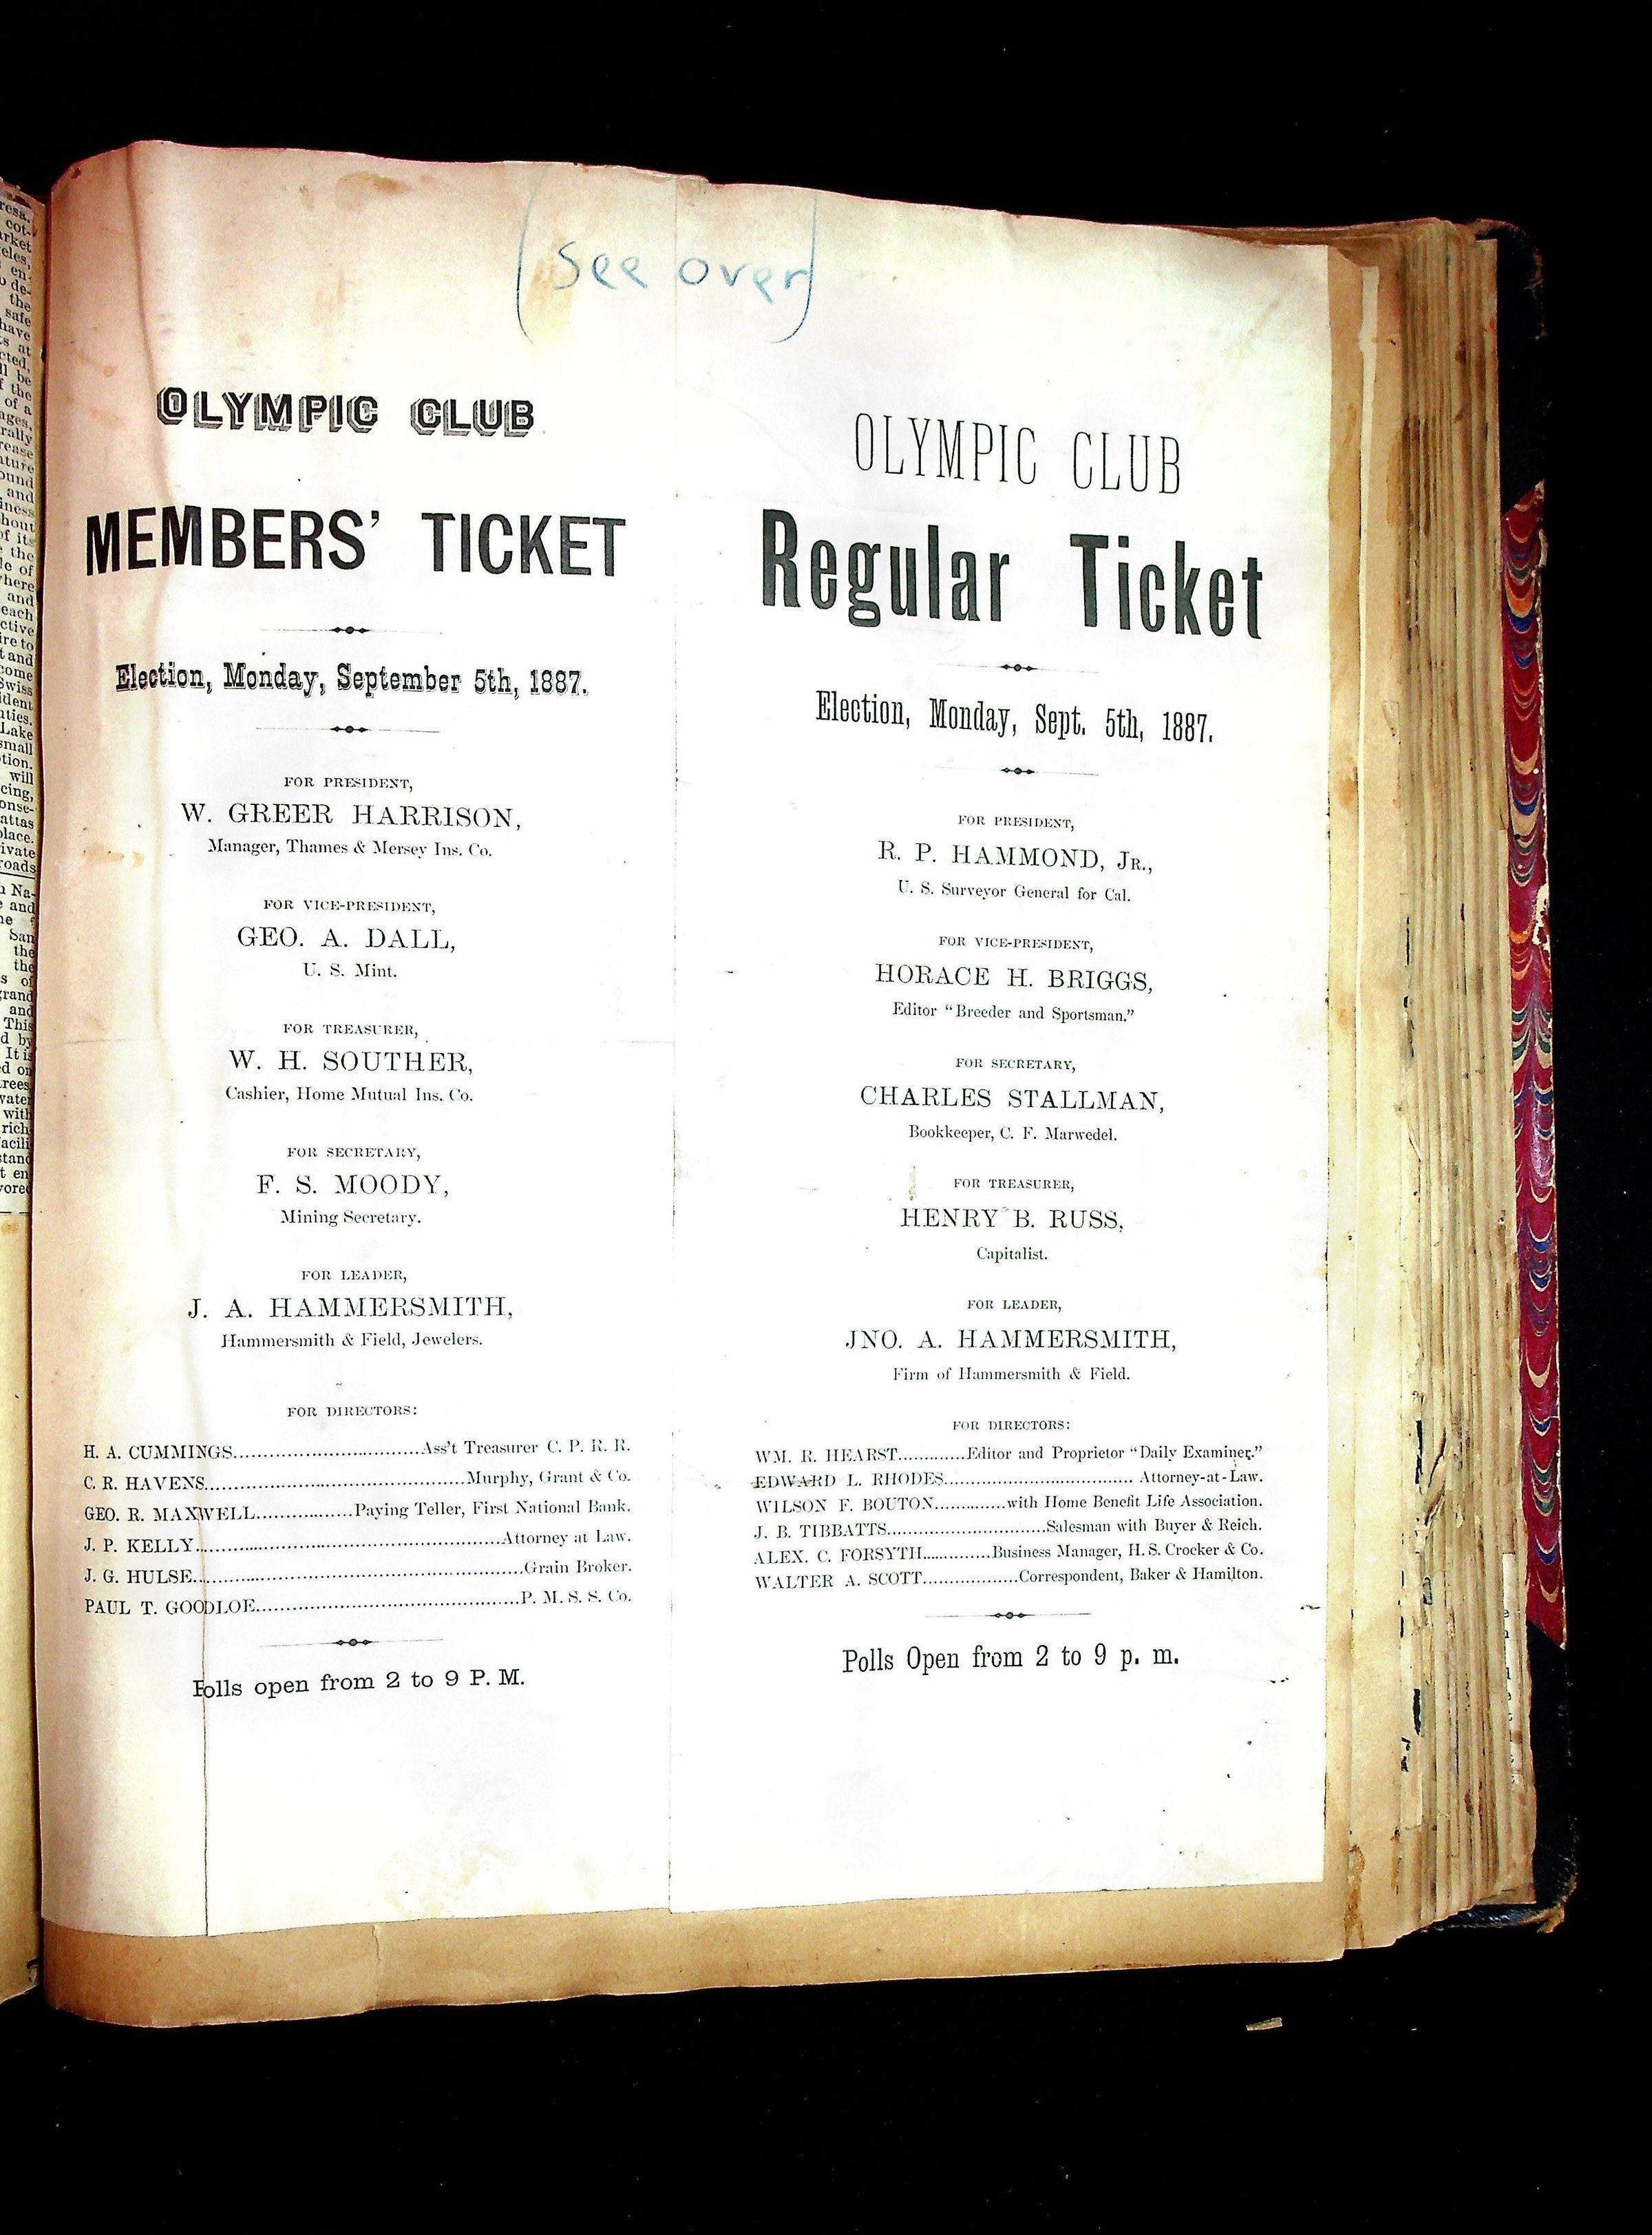 (see over)
OLYMPIC CLUB
MEMBERS' TICKET
Election, Monday, September 5th, 1887.
FOR PRESIDENT,
W. GREER HARRISON,
Manager, Thames & Mersey Ins. Co.
FOR VICE-PRESIDENT,
GEO. A. DALL,
U. S. Mint.
FOR TREASURER,
W. H. SOUTHER,
Cashier, Home Mutual Ins. Co.
FOR SECRETARY,
F. S. MOODY,
Mining Secretary.
FOR LEADER,
J. A. HAMMERSMITH,
Hammersmith & Field, Jewelers.
FOR DIRECTORS:
H. A. CUMMINGS................................Ass't Treasurer C. P. R. R.
C. R. HAVENS.............................................Murphy, Grant & Co.
GEO. R. MAXWELL.................Paying Teller, First National Bank.
J. P. KELLY.....................................................Attorney at Law.
J. G. HULSE.........................................................Grain Broker.
PAUL T. GOODLOE.............................................P. M. S. S. Co.
Polls open from 2 to 9 P. M.
OLYMPIC CLUB
Regular Ticket
Election, Monday, Sept. 5th, 1887.
FOR PRESIDENT,
R. P. HAMMOND, JR.,
U. S. Surveyor General for Cal.
FOR VICE-PRESIDENT,
HORACE H. BRIGGS,
Editor "Breeder and Sportsman."
FOR SECRETARY,
CHARLES STALLMAN,
Bookkeeper, C. F. Marwedel.
FOR TREASURER,
HENRY B. RUSS,
Capitalist.
FOR LEADER,
JNO. A. HAMMERSMITH,
Firm of Hammersmith & Field.
FOR DIRECTORS:
WM. R. HEARST.............Editor and Proprietor "Daily Examiner."
EDWARD L. RHODES.................................... Attorney-at-Law.
WILSON F. BOUTON.............with Home Benefit Life Association.
J. B. TIBBATTS..............................Salesman with Buyer & Reich.
ALEX. C. FORSYTH.............Business Manager, H. S. Crocker & Co.
WALTER A. SCOTT..................Correspondent, Baker & Hamilton.
Polls Open from 2 to 9 p. m.